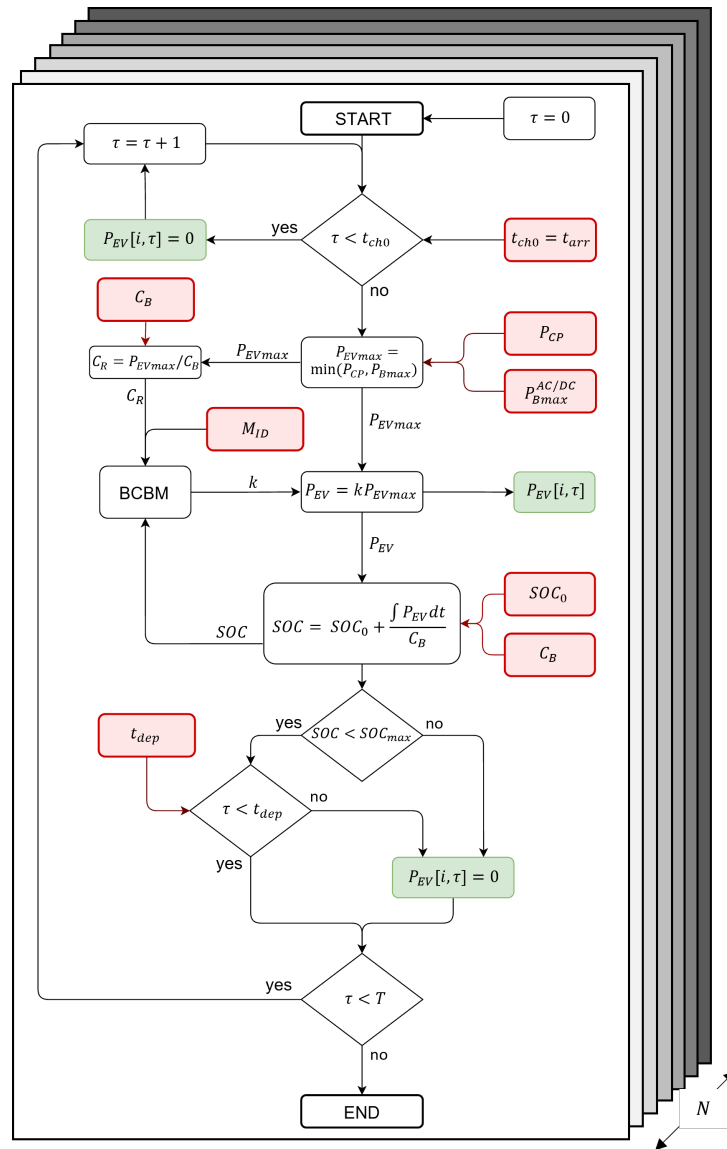 START
τ = 0
τ = τ + 1
yes
P_EV[i, τ] = 0
τ < t_ch0
t_ch0 = t_arr
no
C_B
P_CP
P_EVmax =
min(P_CP, P_Bmax)
P_EVmax
C_R = P_EVmax/C_B
P_Bmax^AC/DC
C_R
P_EVmax
M_ID
BCBM
k
P_EV = kP_EVmax
P_EV[i, τ]
P_EV
SOC_0
SOC
SOC = SOC_0 + ∫ P_EV dt / C_B
C_B
yes
no
SOC < SOC_max
t_dep
no
τ < t_dep
yes
P_EV[i, τ] = 0
yes
τ < T
no
END
N